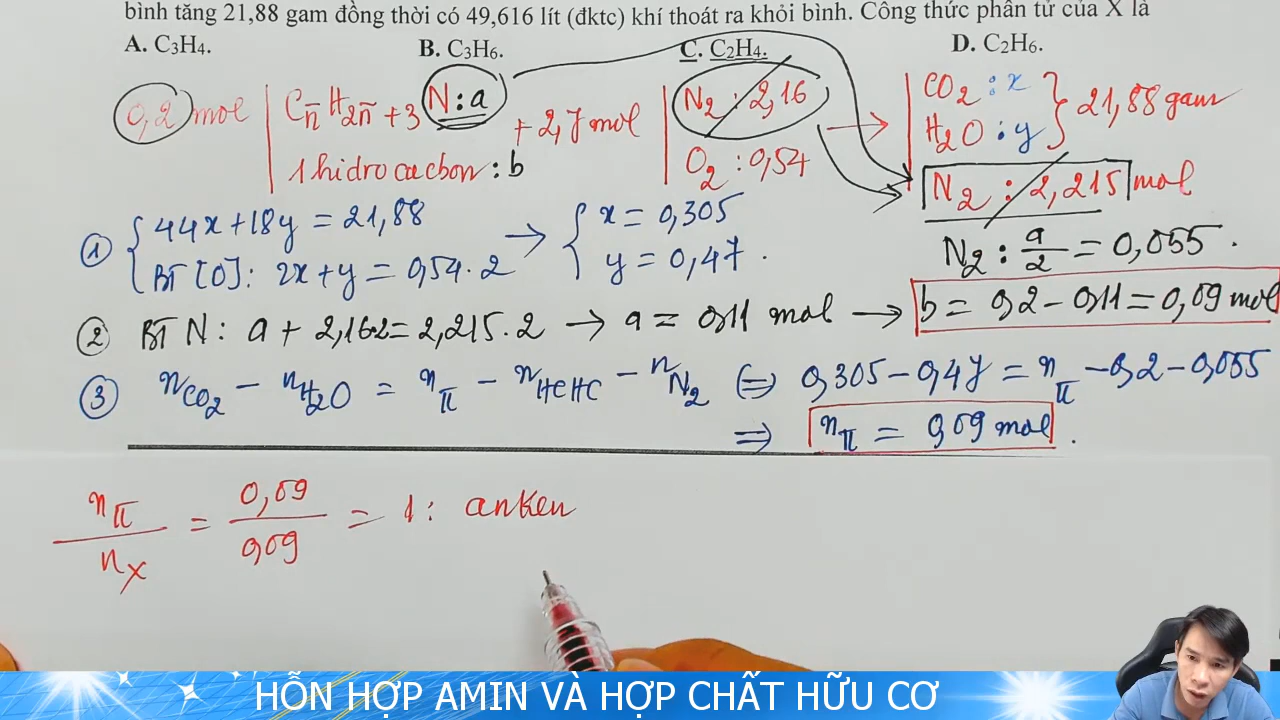 bình tăng 21,88 gam đồng thời có 49,616 lít (đktc) khí thoát ra khỏi bình. Công thức phân tử của X là
A. C₃H₄. B. C₃H₆. C. C₂H₄. D. C₂H₆.
0,2 mol | Cn̄H2n̄+3 N : a + 2,7 mol | N₂ : 2,16 → | CO₂ : x } 21,88 gam
1 hidrocacbon : b | O₂ : 0,54 | H₂O : y
N₂ : 2,215 mol
① { 44x + 18y = 21,88 → { x = 0,305
BT [O] : 2x + y = 0,54 . 2 y = 0,47 .
N₂ : a/2 = 0,055 .
② BT N : a + 2,16.2 = 2,215 . 2 → a = 0,11 mol → b = 0,2 – 0,11 = 0,09 mol
③ nCO₂ – nH₂O = nπ – nHCHC – nN₂ ⇔ 0,305 – 0,47 = nπ – 0,2 – 0,055
⇒ nπ = 0,09 mol .
nπ / nX = 0,09 / 0,09 = 1 : anken
HỖN HỢP AMIN VÀ HỢP CHẤT HỮU CƠ